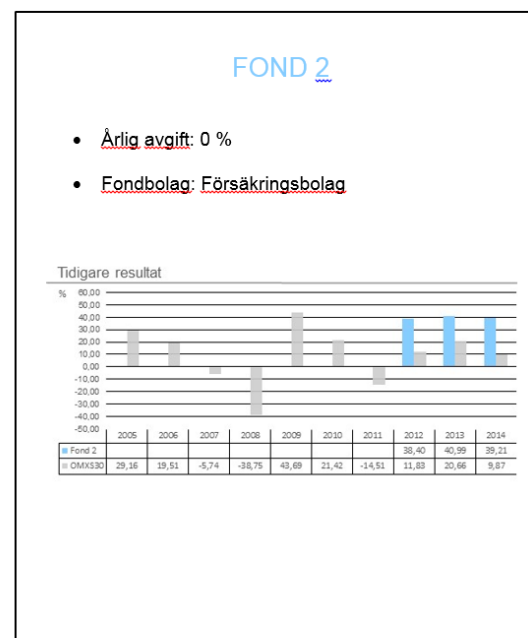 FOND 2
• Årlig avgift: 0 %
• Fondbolag: Försäkringsbolag
Tidigare resultat
%
60,00
50,00
40,00
30,00
20,00
10,00
0,00
-10,00
-20,00
-30,00
-40,00
-50,00
2005 2006 2007 2008 2009 2010 2011 2012 2013 2014
Fond 2 38,40 40,99 39,21
OMXS30 29,16 19,51 -5,74 -38,75 43,69 21,42 -14,51 11,83 20,66 9,87